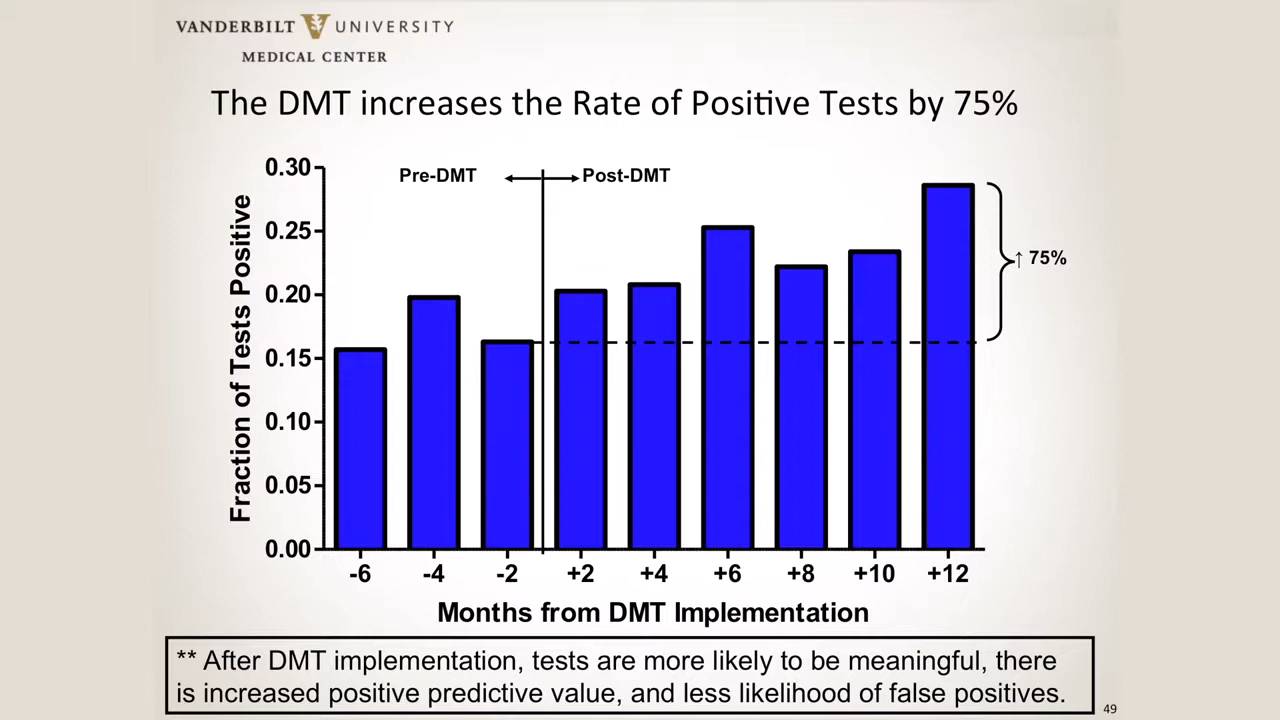 VANDERBILT V UNIVERSITY
MEDICAL CENTER
The DMT increases the Rate of Positive Tests by 75%
Pre-DMT
Post-DMT
0.30
0.25
0.20
0.15
0.10
0.05
0.00
Fraction of Tests Positive
↑ 75%
-6 -4 -2 +2 +4 +6 +8 +10 +12
Months from DMT Implementation
** After DMT implementation, tests are more likely to be meaningful, there
is increased positive predictive value, and less likelihood of false positives.
49